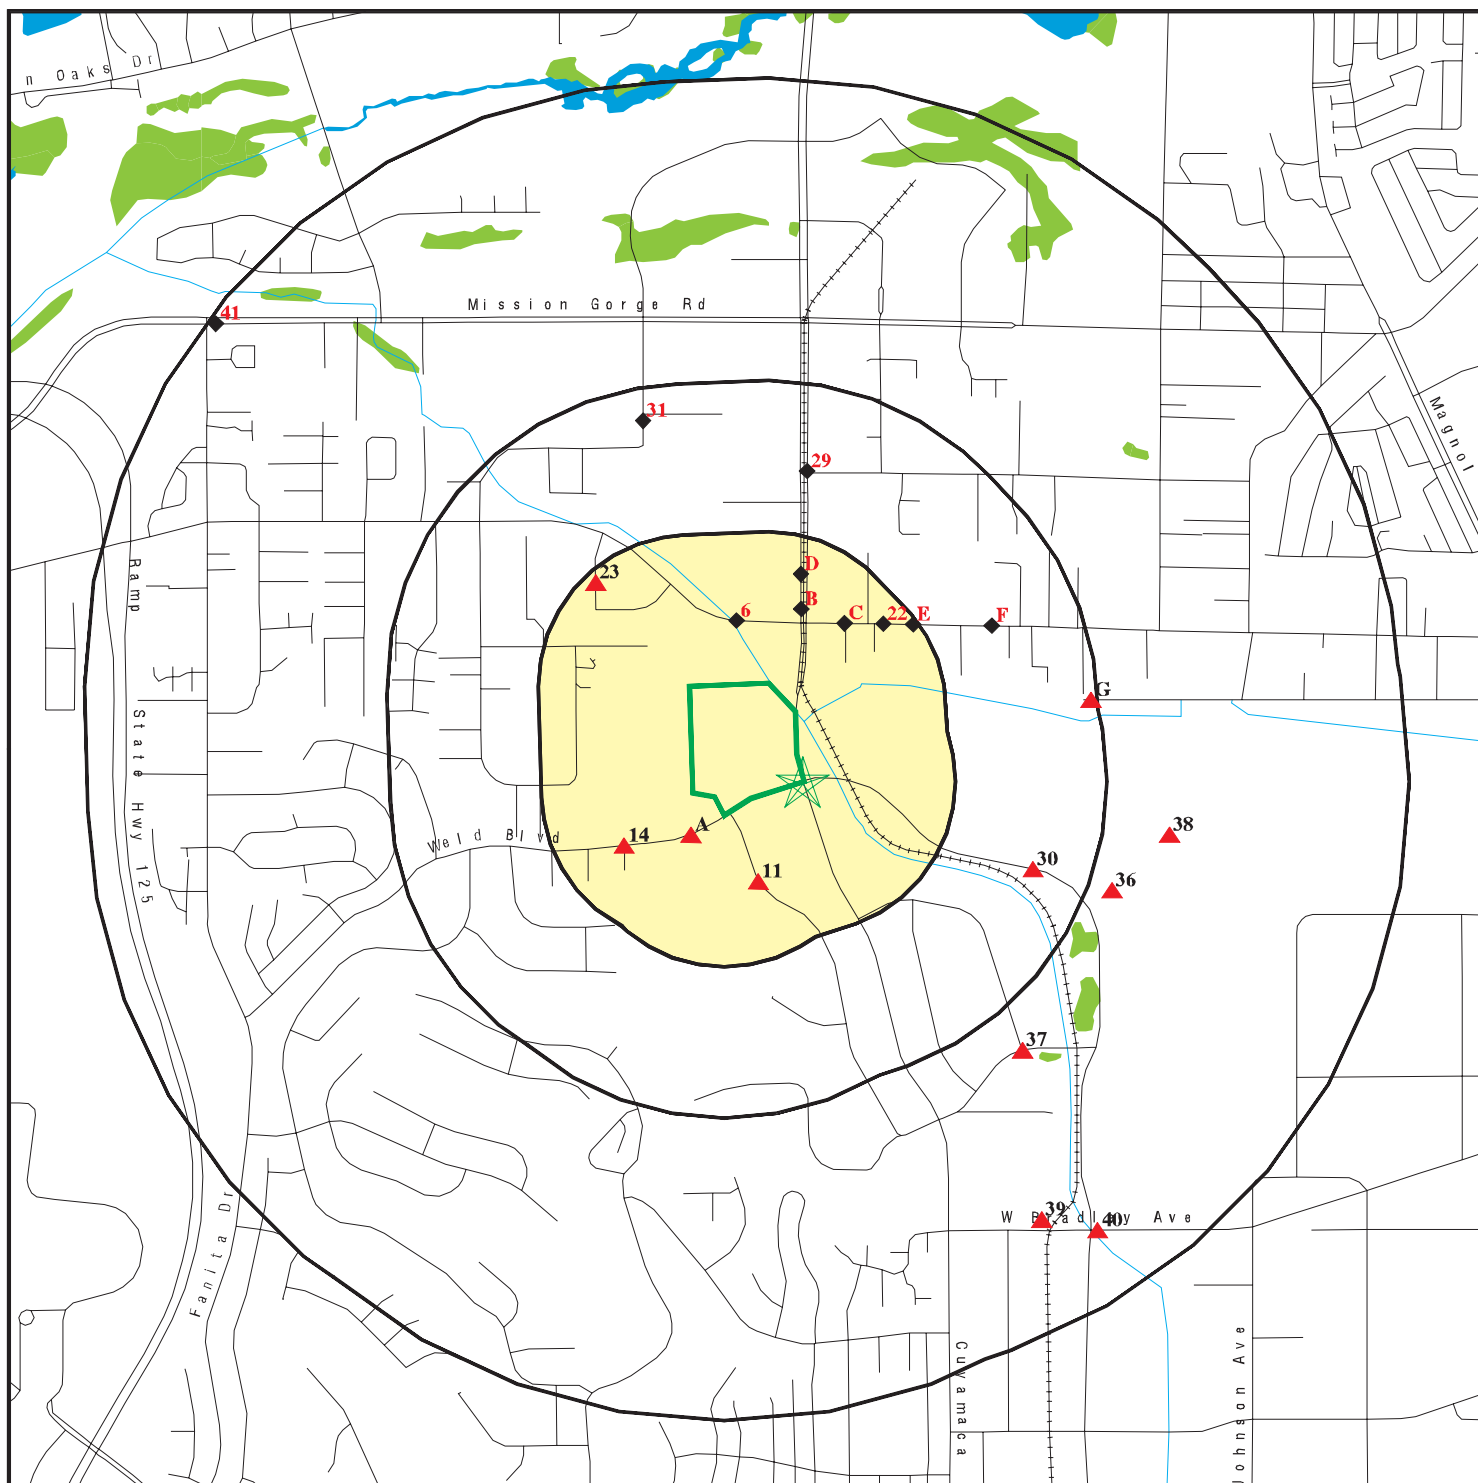 n Oaks Dr
Mission Gorge Rd
41
31
Magnol
29
Ramp
23
D
B
6
C
22
E
F
G
State Hwy 125
Weld Blvd
14
A
11
38
30
36
37
39
W Bradley Ave
40
Fanita Dr
Cuyamaca
Johnson Ave